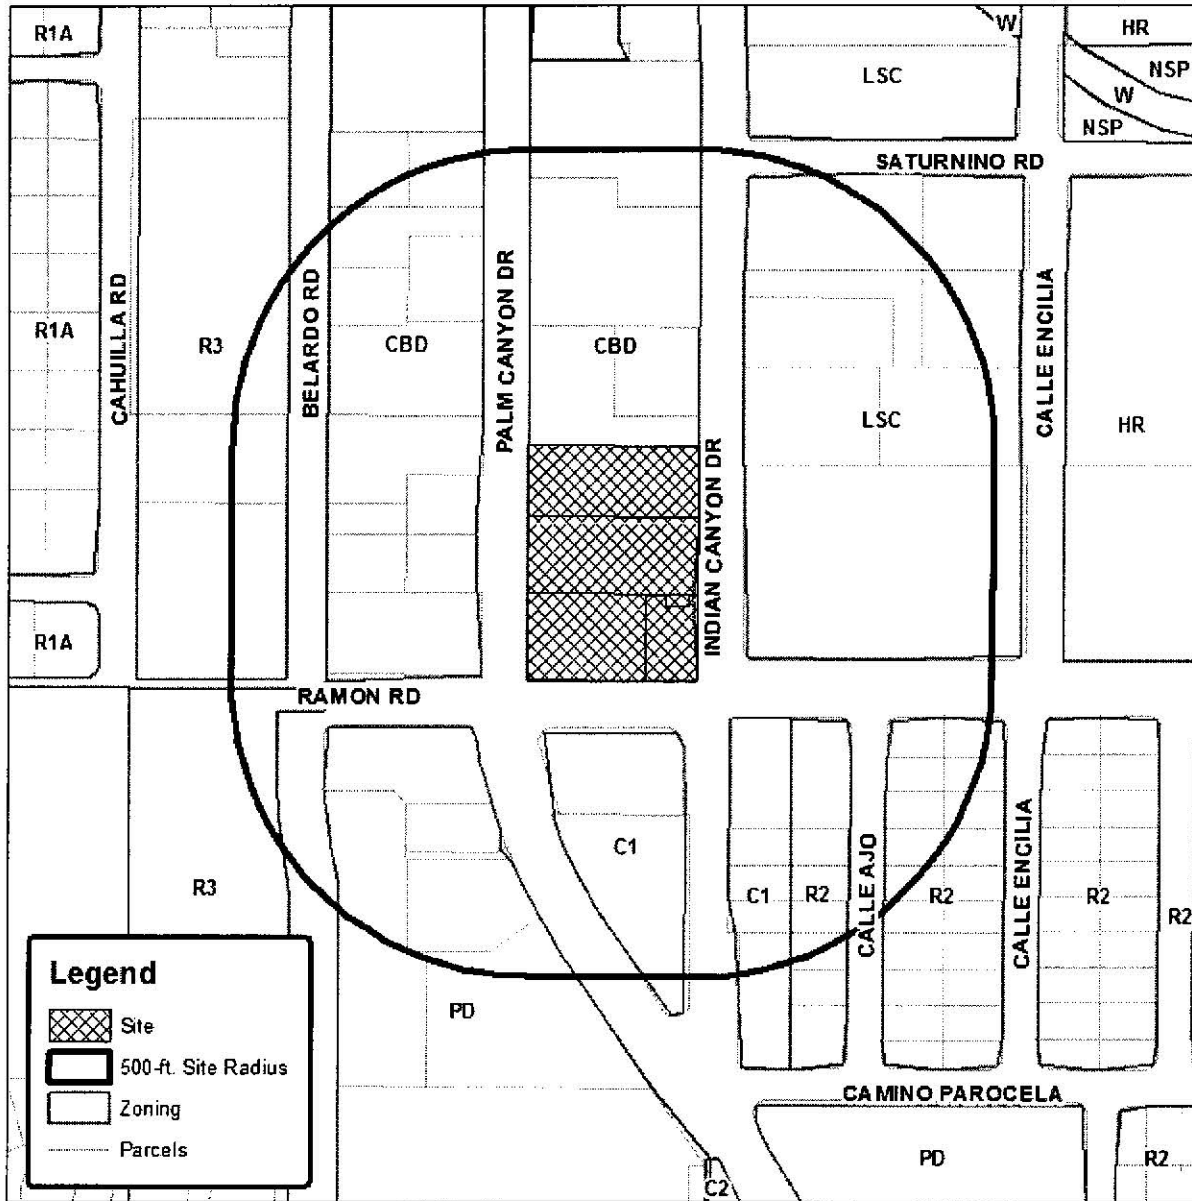 R1A
W
HR
NSP
LSC
W
NSP
SATURNINO RD
CAHUILLA RD
R1A
R3
BELARDO RD
CBD
PALM CANYON DR
CBD
INDIAN CANYON DR
LSC
CALLE ENCILIA
HR
R1A
RAMON RD
R3
C1
C1
R2
CALLE AJO
R2
CALLE ENCILIA
R2
R2
PD
CAMINO PAROCELA
PD
R2
C2
Legend
Site
500-ft. Site Radius
Zoning
Parcels